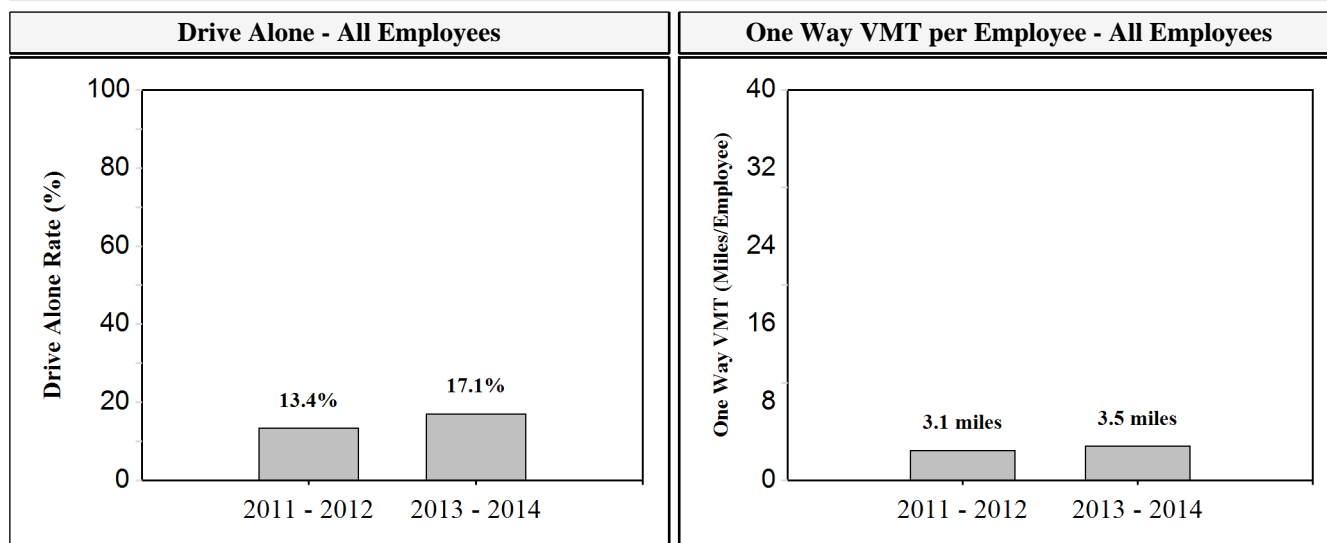 Drive Alone - All Employees
Drive Alone Rate (%)
100
80
60
40
20
0
13.4%
17.1%
2011 - 2012
2013 - 2014
One Way VMT per Employee - All Employees
One Way VMT (Miles/Employee)
40
32
24
16
8
0
3.1 miles
3.5 miles
2011 - 2012
2013 - 2014